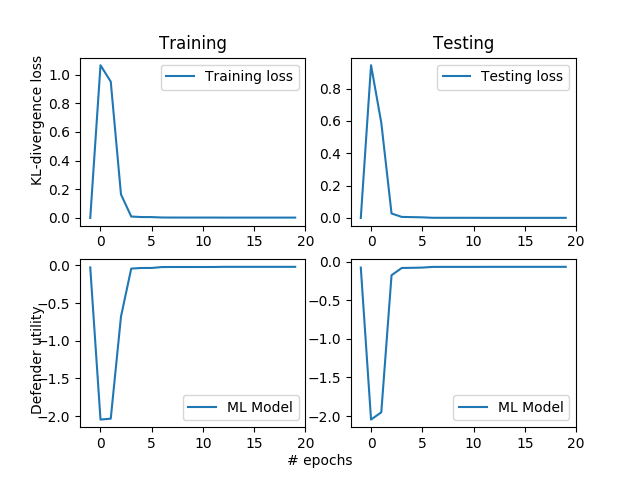 Training
Testing
KL-divergence loss
1.0
0.8
0.6
0.4
0.2
0.0
Training loss
0 5 10 15 20
0.8
0.6
0.4
0.2
0.0
Testing loss
0 5 10 15 20
Defender utility
0.0
−0.5
−1.0
−1.5
−2.0
ML Model
0 5 10 15 20
0.0
−0.5
−1.0
−1.5
−2.0
ML Model
0 5 10 15 20
# epochs